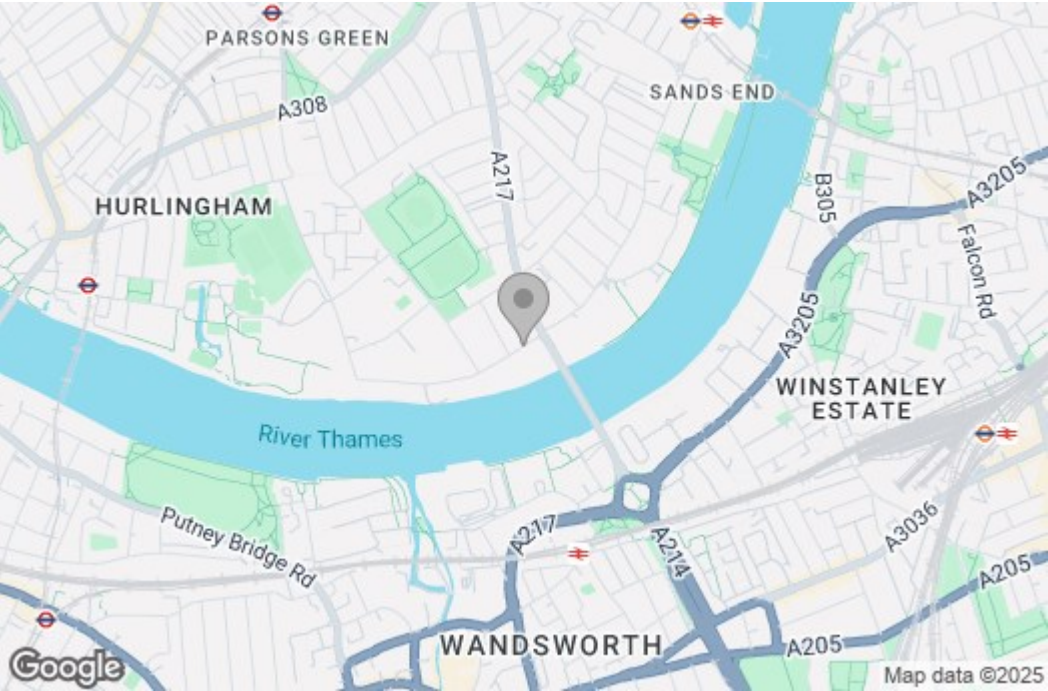 PARSONS GREEN
SANDS END
A308
A217
HURLINGHAM
B305
A3205
Falcon Rd
A3205
WINSTANLEY
ESTATE
River Thames
Putney Bridge Rd
A217
A214
A3036
A205
WANDSWORTH
A205
Google
Map data ©2025